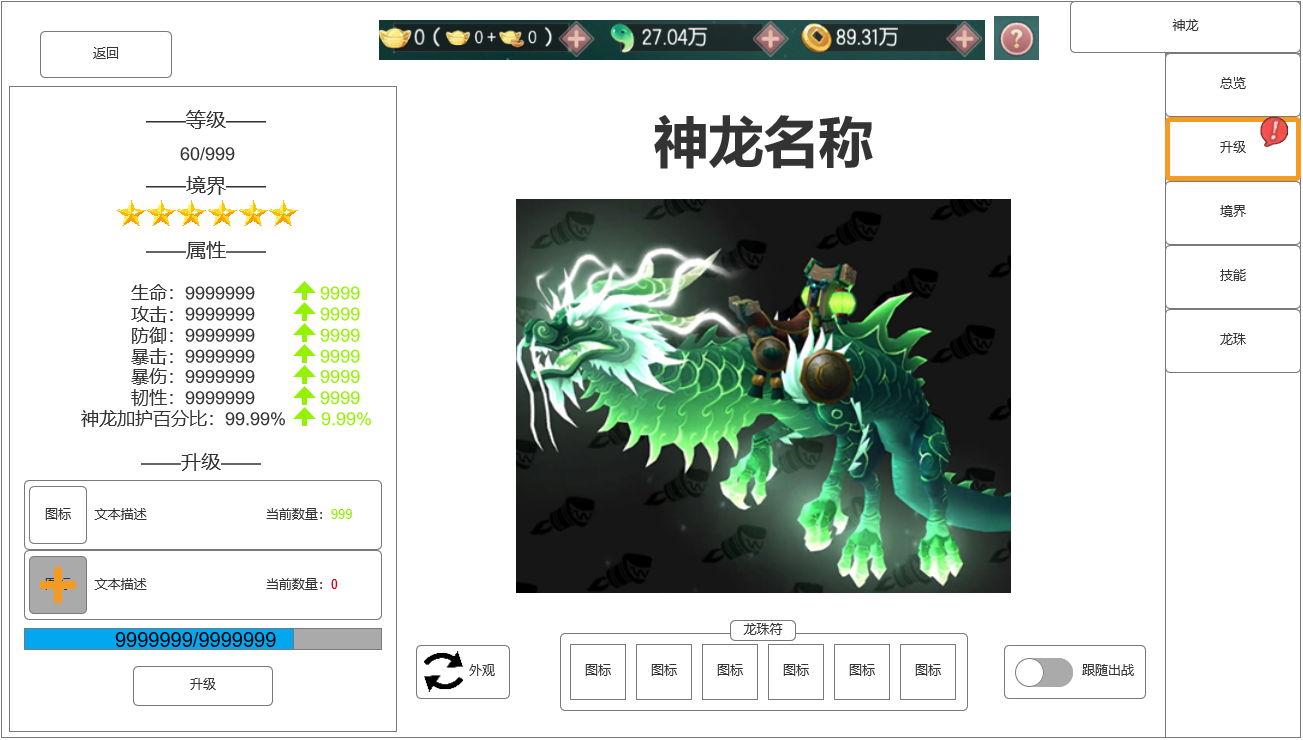 返回
0 ( 0 + 0 )
27.04万
89.31万
?
神龙
总览
升级
!
境界
技能
龙珠
——等级——
60/999
——境界——
——属性——
生命：9999999 9999
攻击：9999999 9999
防御：9999999 9999
暴击：9999999 9999
暴伤：9999999 9999
韧性：9999999 9999
神龙加护百分比：99.99% 9.99%
——升级——
图标 文本描述 当前数量：999
文本描述 当前数量：0
9999999/9999999
升级
神龙名称
外观
龙珠符
图标 图标 图标 图标 图标 图标
跟随出战